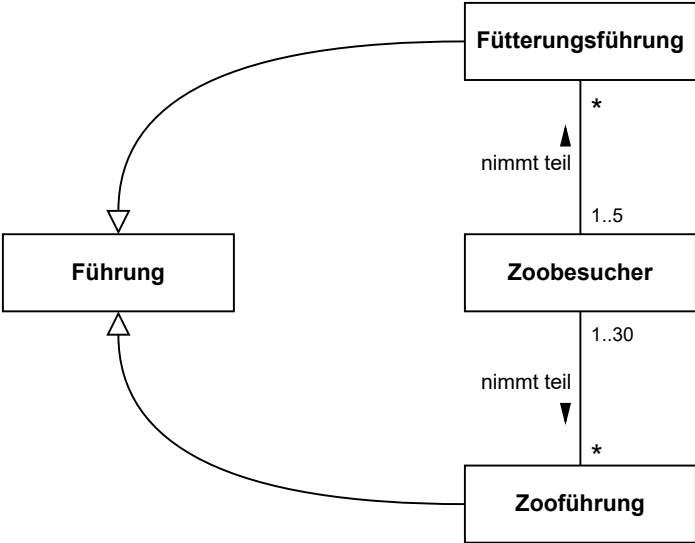 Fütterungsführung
*
nimmt teil
1..5
Führung
Zoobesucher
1..30
nimmt teil
*
Zooführung